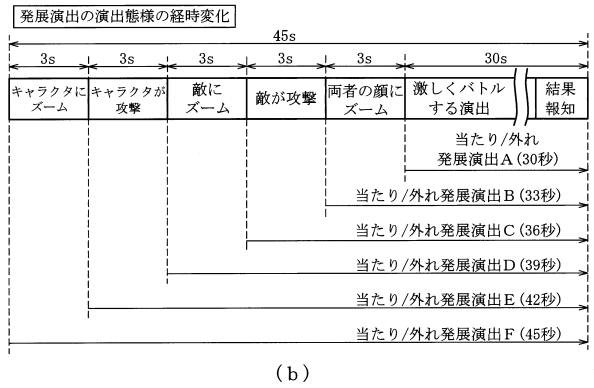 発展演出の演出態様の経時変化
45s
3s 3s 3s 3s 3s 30s
キャラクタに
ズーム
キャラクタが
攻撃
敵に
ズーム
敵が攻撃
両者の顔に
ズーム
激しくバトル
する演出
結果
報知
当たり/外れ
発展演出A(30秒)
当たり/外れ発展演出B(33秒)
当たり/外れ発展演出C(36秒)
当たり/外れ発展演出D(39秒)
当たり/外れ発展演出E(42秒)
当たり/外れ発展演出F(45秒)
(b)